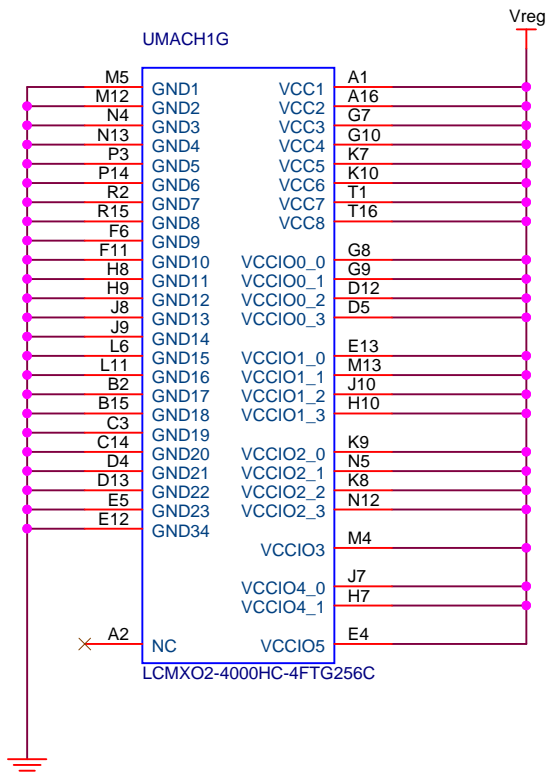 Vreg
UMACH1G
M5 GND1 VCC1 A1
M12 GND2 VCC2 A16
N4 GND3 VCC3 G7
N13 GND4 VCC4 G10
P3 GND5 VCC5 K7
P14 GND6 VCC6 K10
R2 GND7 VCC7 T1
R15 GND8 VCC8 T16
F6 GND9
F11 GND10 VCCIO0_0 G8
H8 GND11 VCCIO0_1 G9
H9 GND12 VCCIO0_2 D12
J8 GND13 VCCIO0_3 D5
J9 GND14
L6 GND15 VCCIO1_0 E13
L11 GND16 VCCIO1_1 M13
B2 GND17 VCCIO1_2 J10
B15 GND18 VCCIO1_3 H10
C3 GND19
C14 GND20 VCCIO2_0 K9
D4 GND21 VCCIO2_1 N5
D13 GND22 VCCIO2_2 K8
E5 GND23 VCCIO2_3 N12
E12 GND34
VCCIO3 M4
VCCIO4_0 J7
VCCIO4_1 H7
A2 NC VCCIO5 E4
LCMXO2-4000HC-4FTG256C